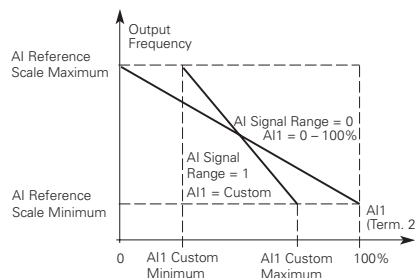 Output
Frequency
AI Reference
Scale Maximum
AI Signal Range = 0
AI1 = 0 – 100%
AI Signal
Range = 1
AI1 = Custom
AI Reference
Scale Minimum
AI1
(Term. 2
0
AI1 Custom
Minimum
AI1 Custom
Maximum
100%